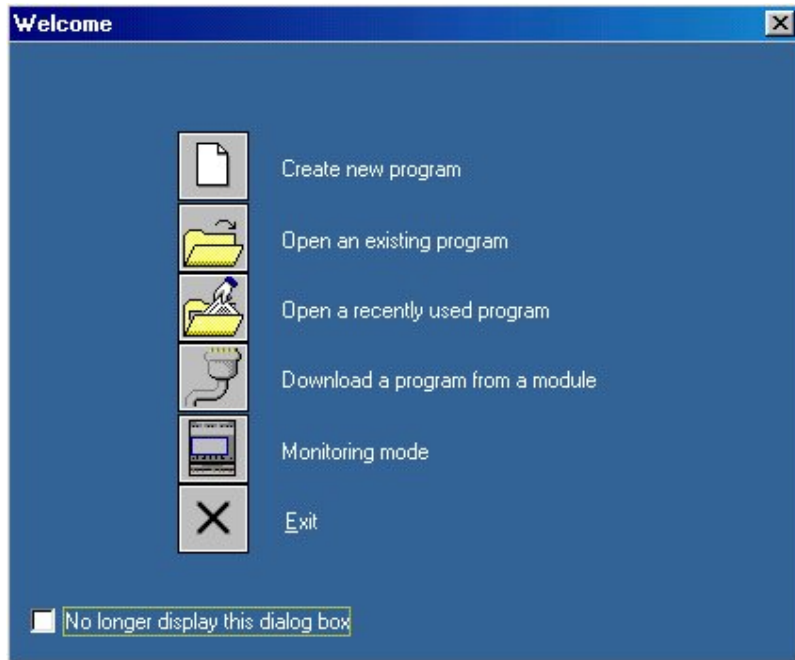 Welcome
Create new program
Open an existing program
Open a recently used program
Download a program from a module
Monitoring mode
Exit
No longer display this dialog box